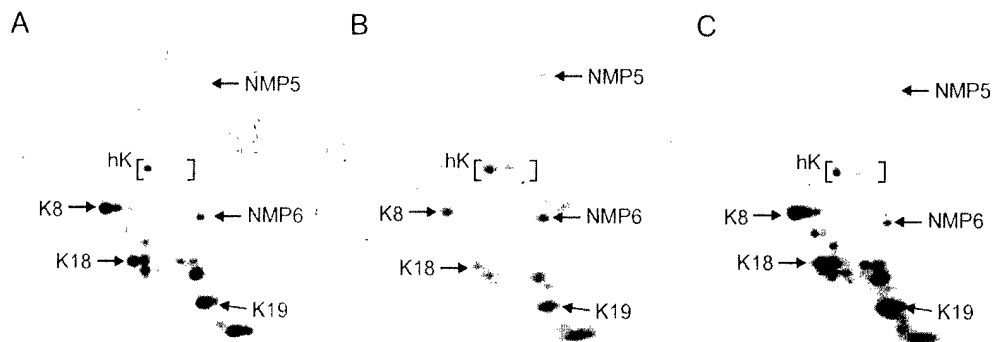 A
NMP5
hK [ ]
K8
NMP6
K18
K19
B
NMP5
hK [ ]
K8
NMP6
K18
K19
C
NMP5
hK [ ]
K8
NMP6
K18
K19